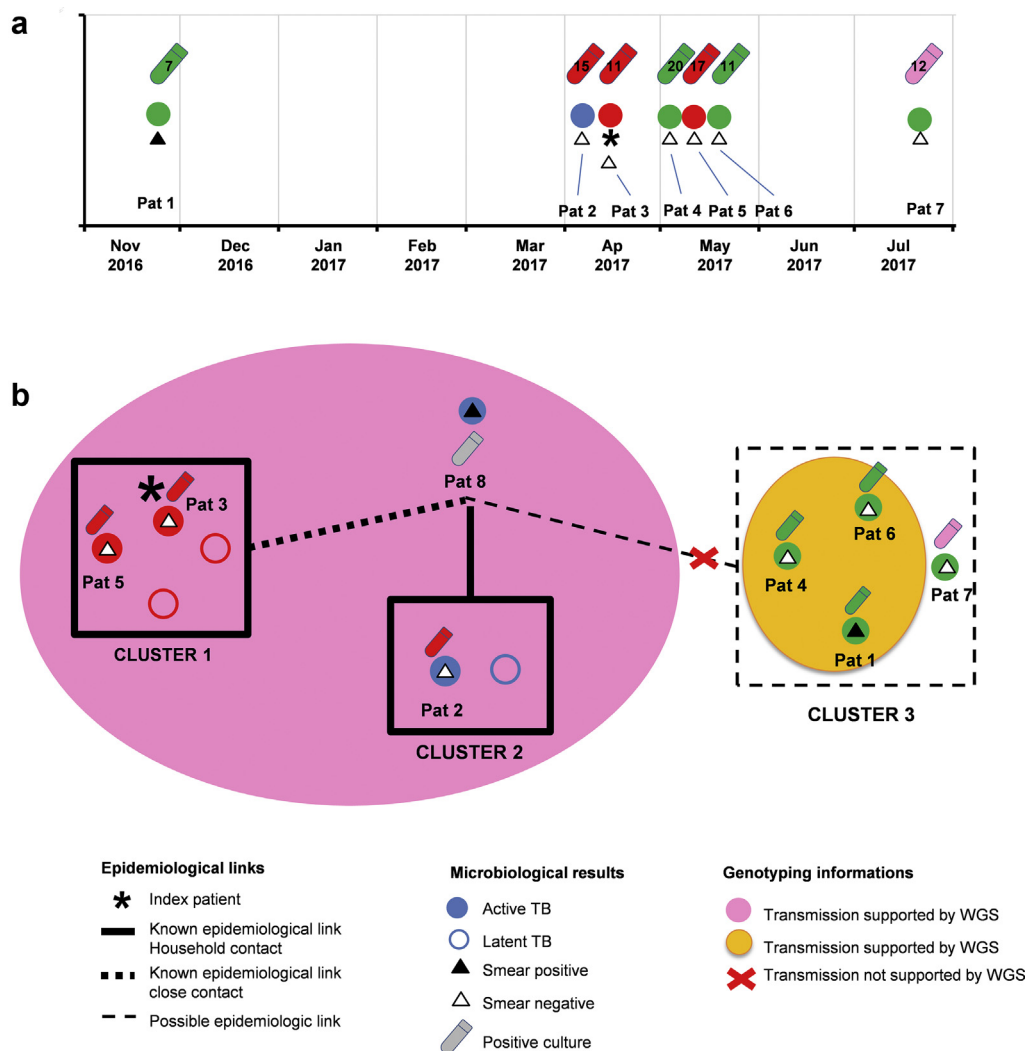 a
7
15 11 20 17 11 12
Pat 1
Pat 2 Pat 3 Pat 4 Pat 5 Pat 6 Pat 7
Nov Dec Jan Feb Mar Ap May Jun Jul
2016 2016 2017 2017 2017 2017 2017 2017 2017
b
Pat 8
Pat 3
Pat 5
CLUSTER 1
Pat 2
CLUSTER 2
Pat 6
Pat 4
Pat 7
Pat 1
CLUSTER 3
Epidemiological links
* Index patient
Known epidemiological link
Household contact
Known epidemiological link
close contact
Possible epidemiologic link
Microbiological results
Active TB
Latent TB
Smear positive
Smear negative
Positive culture
Genotyping informations
Transmission supported by WGS
Transmission supported by WGS
Transmission not supported by WGS